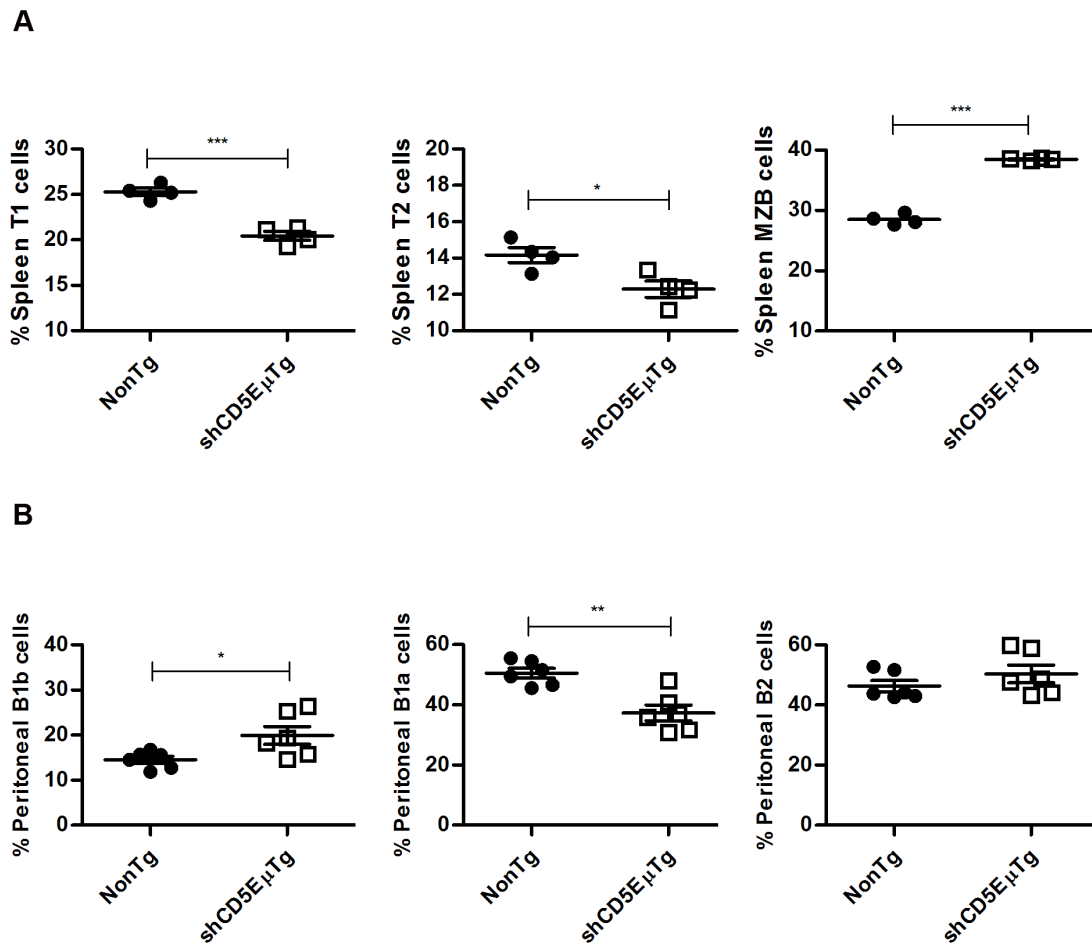 A
% Spleen T1 cells
30
25
20
15
10
***
NonTg
shCD5EµTg
% Spleen T2 cells
20
18
16
14
12
10
*
NonTg
shCD5EµTg
% Spleen MZB cells
40
30
20
10
***
NonTg
shCD5EµTg
B
% Peritoneal B1b cells
40
30
20
10
0
*
NonTg
shCD5EµTg
% Peritoneal B1a cells
60
40
20
0
**
NonTg
shCD5EµTg
% Peritoneal B2 cells
60
40
20
0
NonTg
shCD5EµTg